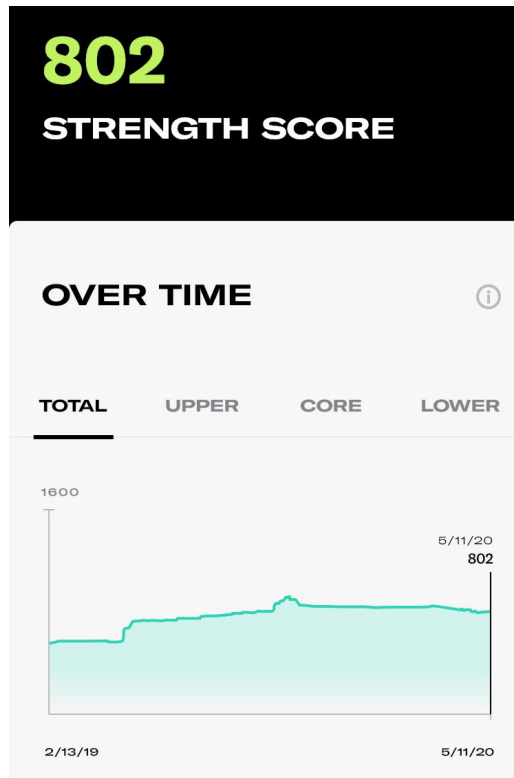 802
STRENGTH SCORE
OVER TIME
TOTAL UPPER CORE LOWER
1600
5/11/20
802
2/13/19 5/11/20